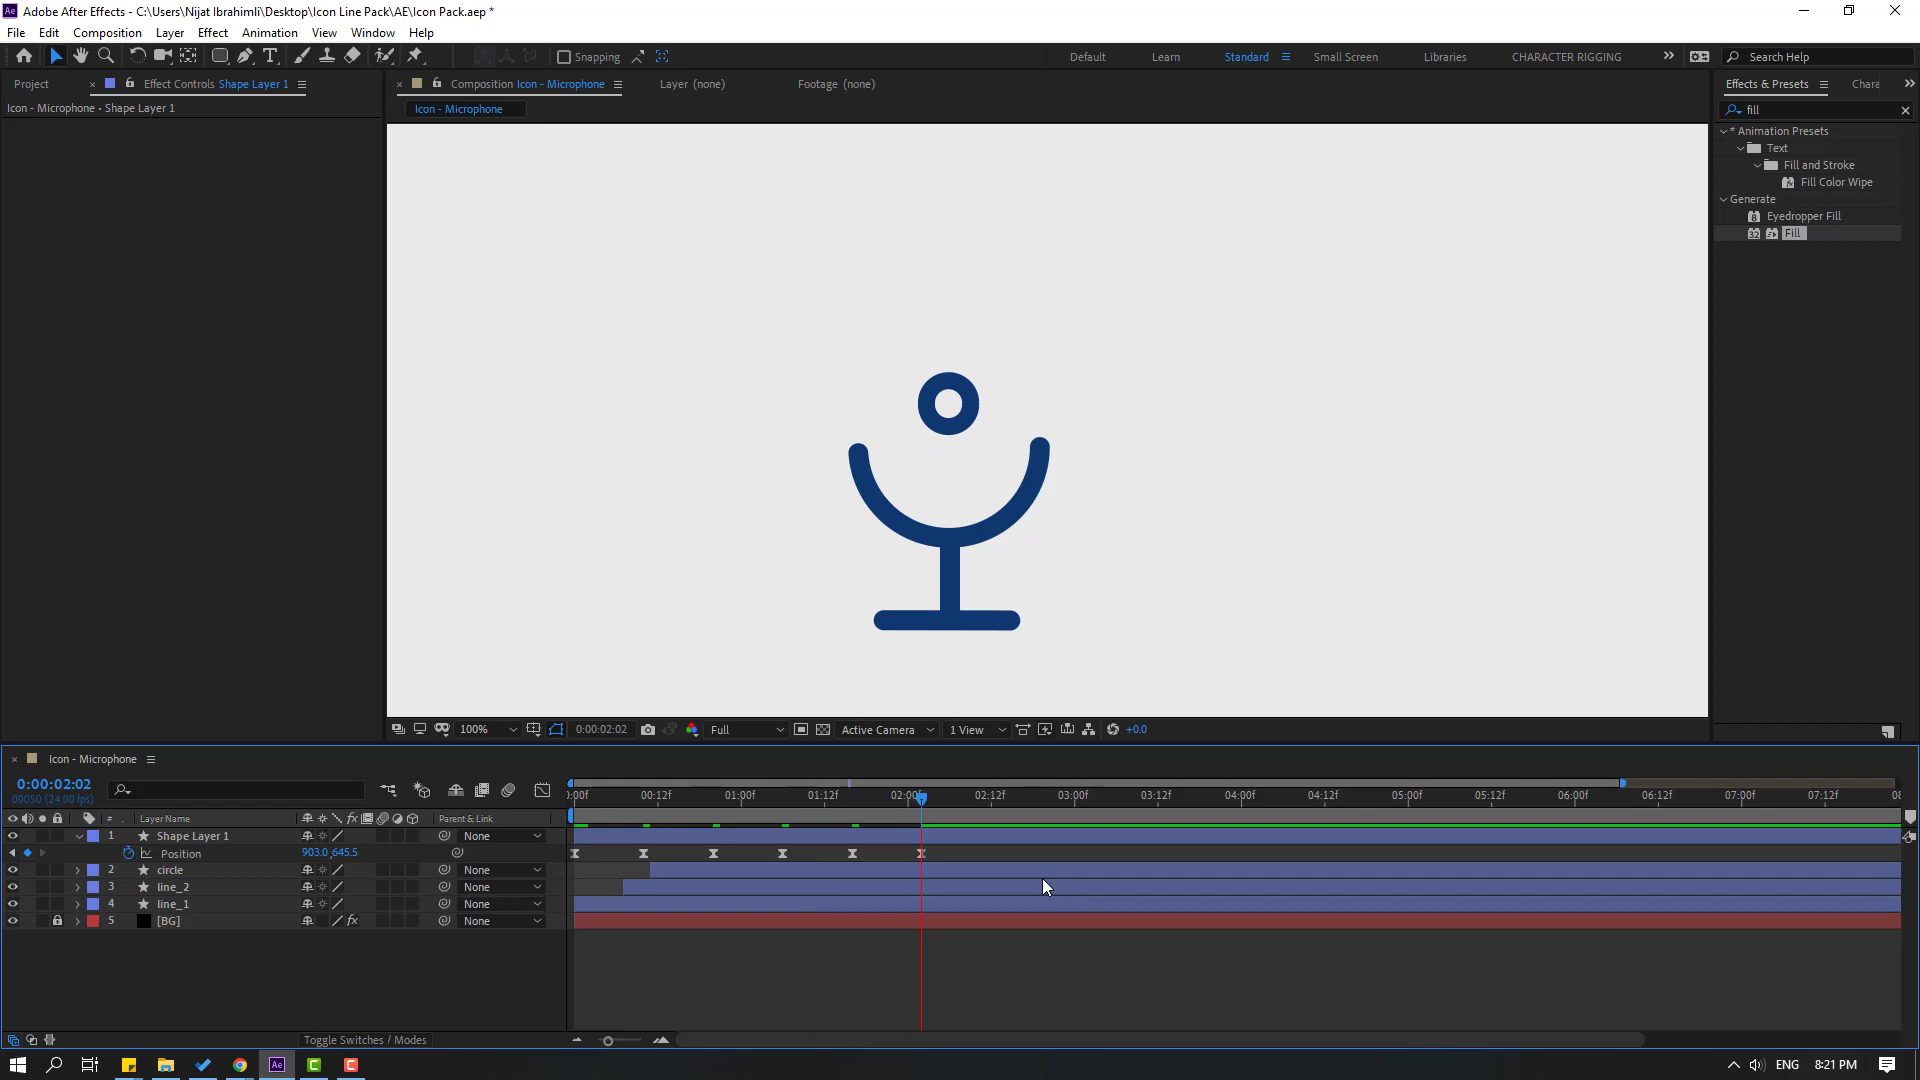 Adobe After Effects - C:\Users\Nijat Ibrahimli\Desktop\Icon Line Pack\AE\Icon Pack.aep *
File Edit Composition Layer Effect Animation View Window Help
Snapping Default Learn Standard Small Screen Libraries CHARACTER RIGGING Search Help
Project Effect Controls Shape Layer 1 Composition Icon - Microphone Layer (none) Footage (none) Effects & Presets Chara
Icon - Microphone • Shape Layer 1 Icon - Microphone fill
* Animation Presets
Text
Fill and Stroke
Fill Color Wipe
Generate
Eyedropper Fill
Fill
100% 0:00:02:02 Full Active Camera 1 View +0.0
Icon - Microphone
0:00:02:02
00050 (24.00 fps)
:00f 00:12f 01:00f 01:12f 02:00f 02:12f 03:00f 03:12f 04:00f 04:12f 05:00f 05:12f 06:00f 06:12f 07:00f 07:12f 08
# Layer Name fx Parent & Link
1 Shape Layer 1 None
Position 903.0,645.5
2 circle None
3 line_2 None
4 line_1 None
5 [BG] fx None
Toggle Switches / Modes
Ae ENG 8:21 PM